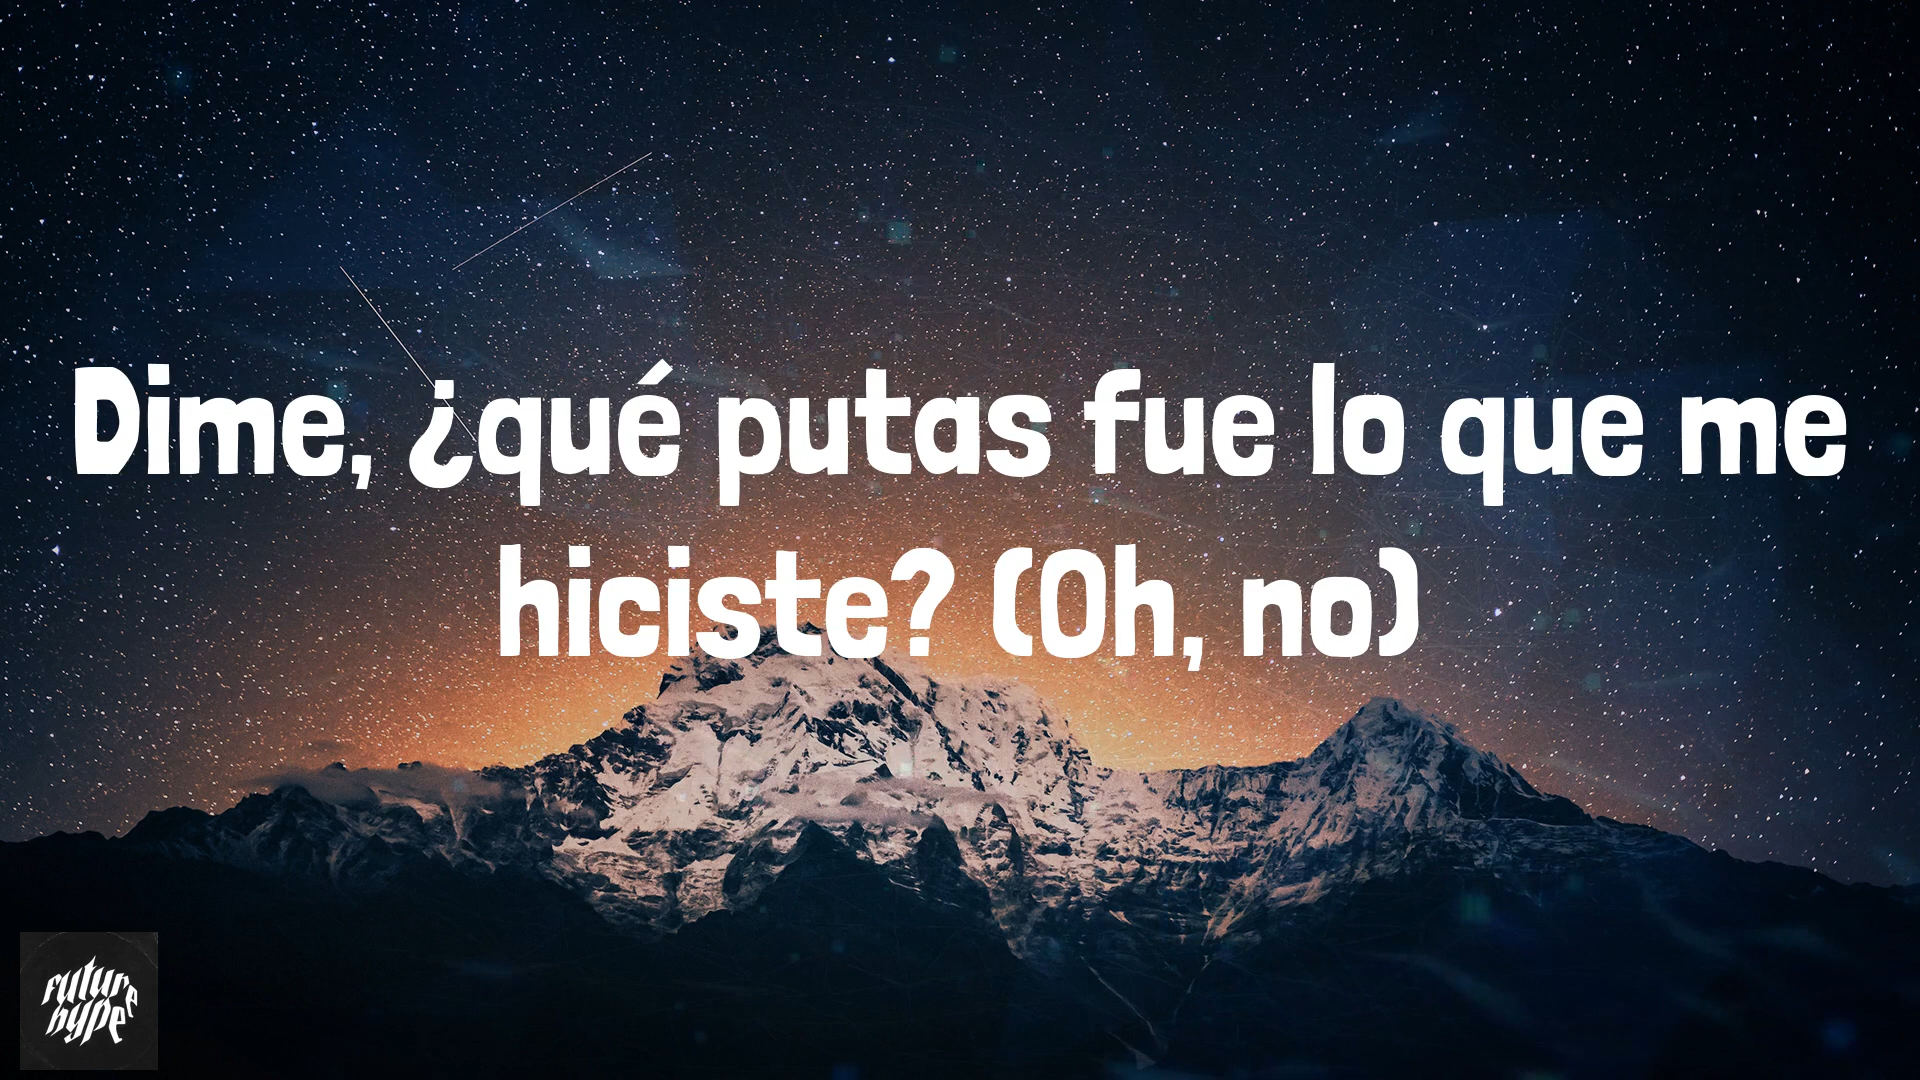 Dime, ¿qué putas fue lo que me
hiciste? (Oh, no)
future
hype